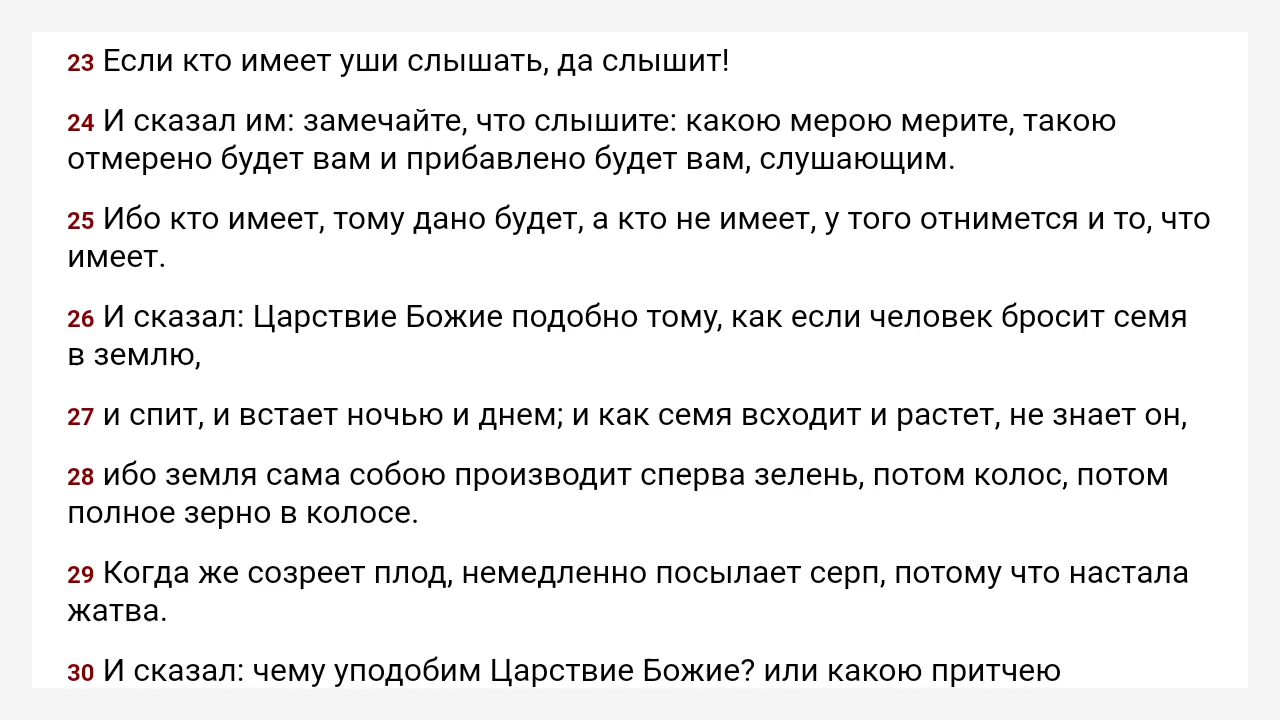 23 Если кто имеет уши слышать, да слышит!
24 И сказал им: замечайте, что слышите: какою мерою мерите, такою
отмерено будет вам и прибавлено будет вам, слушающим.
25 Ибо кто имеет, тому дано будет, а кто не имеет, у того отнимется и то, что
имеет.
26 И сказал: Царствие Божие подобно тому, как если человек бросит семя
в землю,
27 и спит, и встает ночью и днем; и как семя всходит и растет, не знает он,
28 ибо земля сама собою производит сперва зелень, потом колос, потом
полное зерно в колосе.
29 Когда же созреет плод, немедленно посылает серп, потому что настала
жатва.
30 И сказал: чему уподобим Царствие Божие? или какою притчею